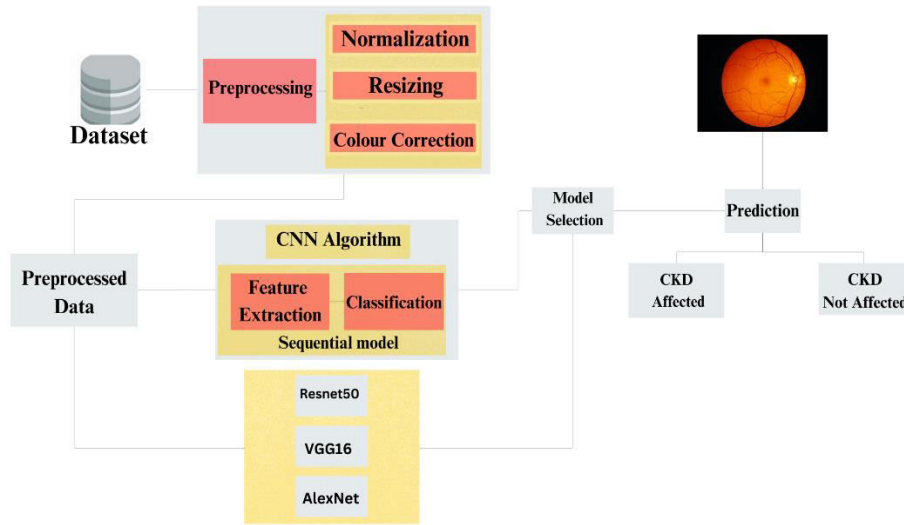 Dataset
Preprocessing
Normalization
Resizing
Colour Correction
Preprocessed
Data
CNN Algorithm
Feature
Extraction
Classification
Sequential model
Resnet50
VGG16
AlexNet
Model
Selection
Prediction
CKD
Affected
CKD
Not Affected